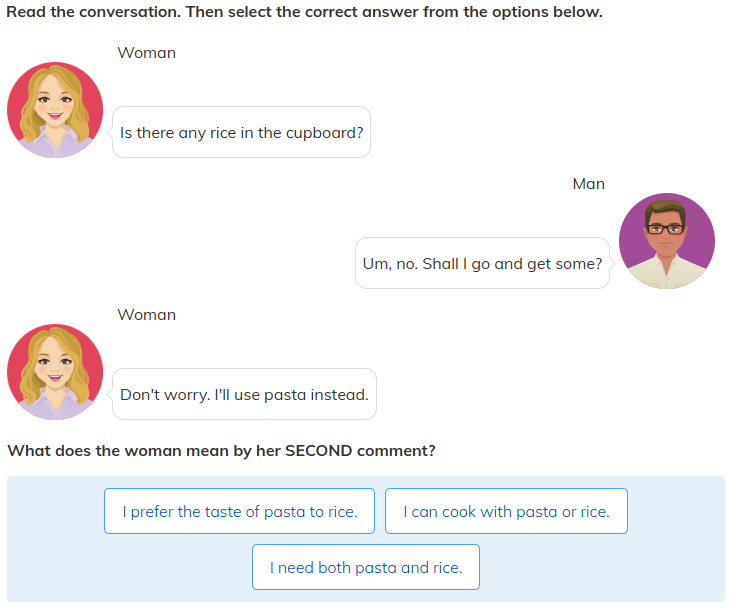 Read the conversation. Then select the correct answer from the options below.
Woman
Is there any rice in the cupboard?
Man
Um, no. Shall I go and get some?
Woman
Don't worry. I'll use pasta instead.
What does the woman mean by her SECOND comment?
I prefer the taste of pasta to rice.
I can cook with pasta or rice.
I need both pasta and rice.